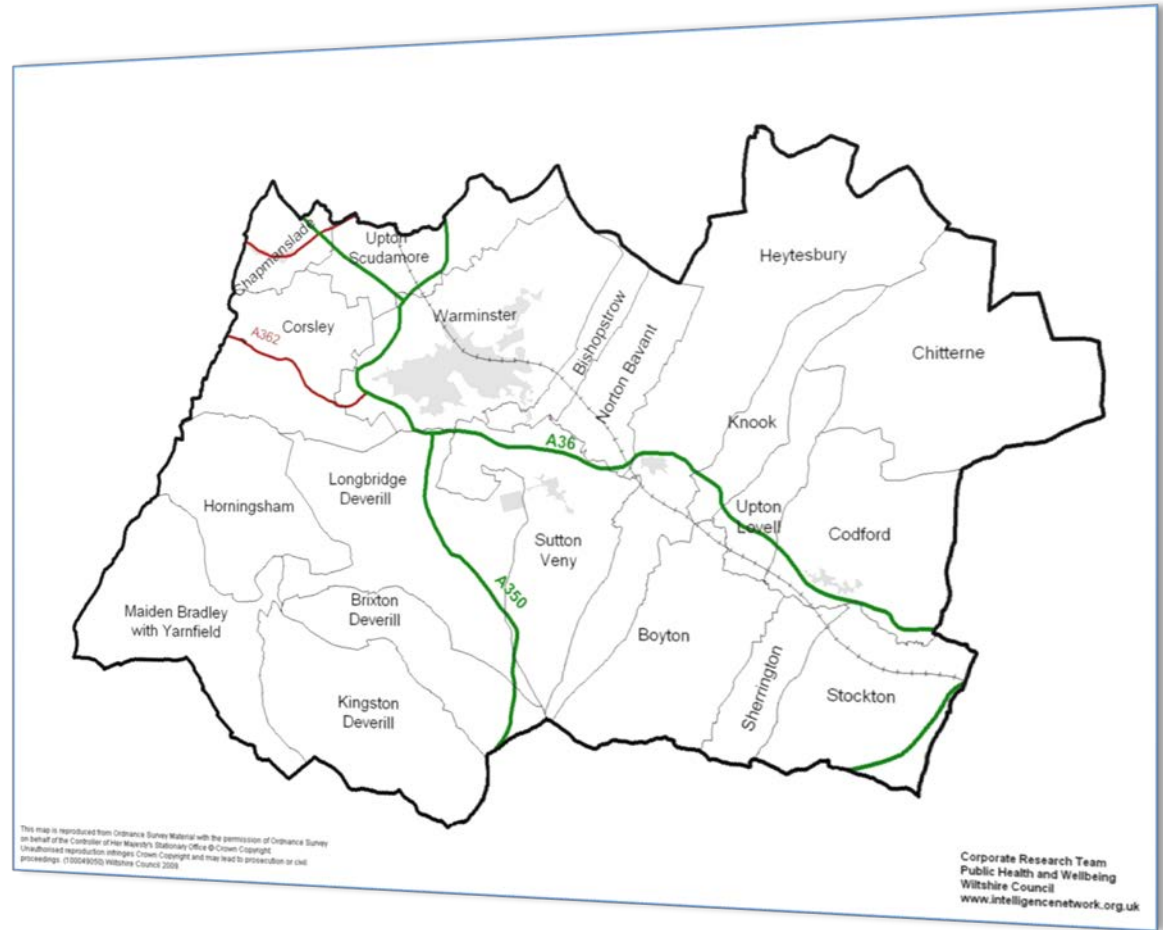 Chapmanslade
Upton
Scudamore
Heytesbury
Warminster
Corsley
A362
Bishopstrow
Norton Bavant
Chitterne
Knook
A36
Longbridge
Deverill
Horningsham
Upton
Lovell
Codford
Sutton
Veny
A350
Brixton
Deverill
Maiden Bradley
with Yarnfield
Boyton
Sherrington
Stockton
Kingston
Deverill
This map is reproduced from Ordnance Survey Material with the permission of Ordnance Survey
on behalf of the Controller of Her Majesty's Stationary Office © Crown Copyright.
Unauthorised reproduction infringes Crown Copyright and may lead to prosecution or civil
proceedings. (100049050) Wiltshire Council 2009
Corporate Research Team
Public Health and Wellbeing
Wiltshire Council
www.intelligencenetwork.org.uk